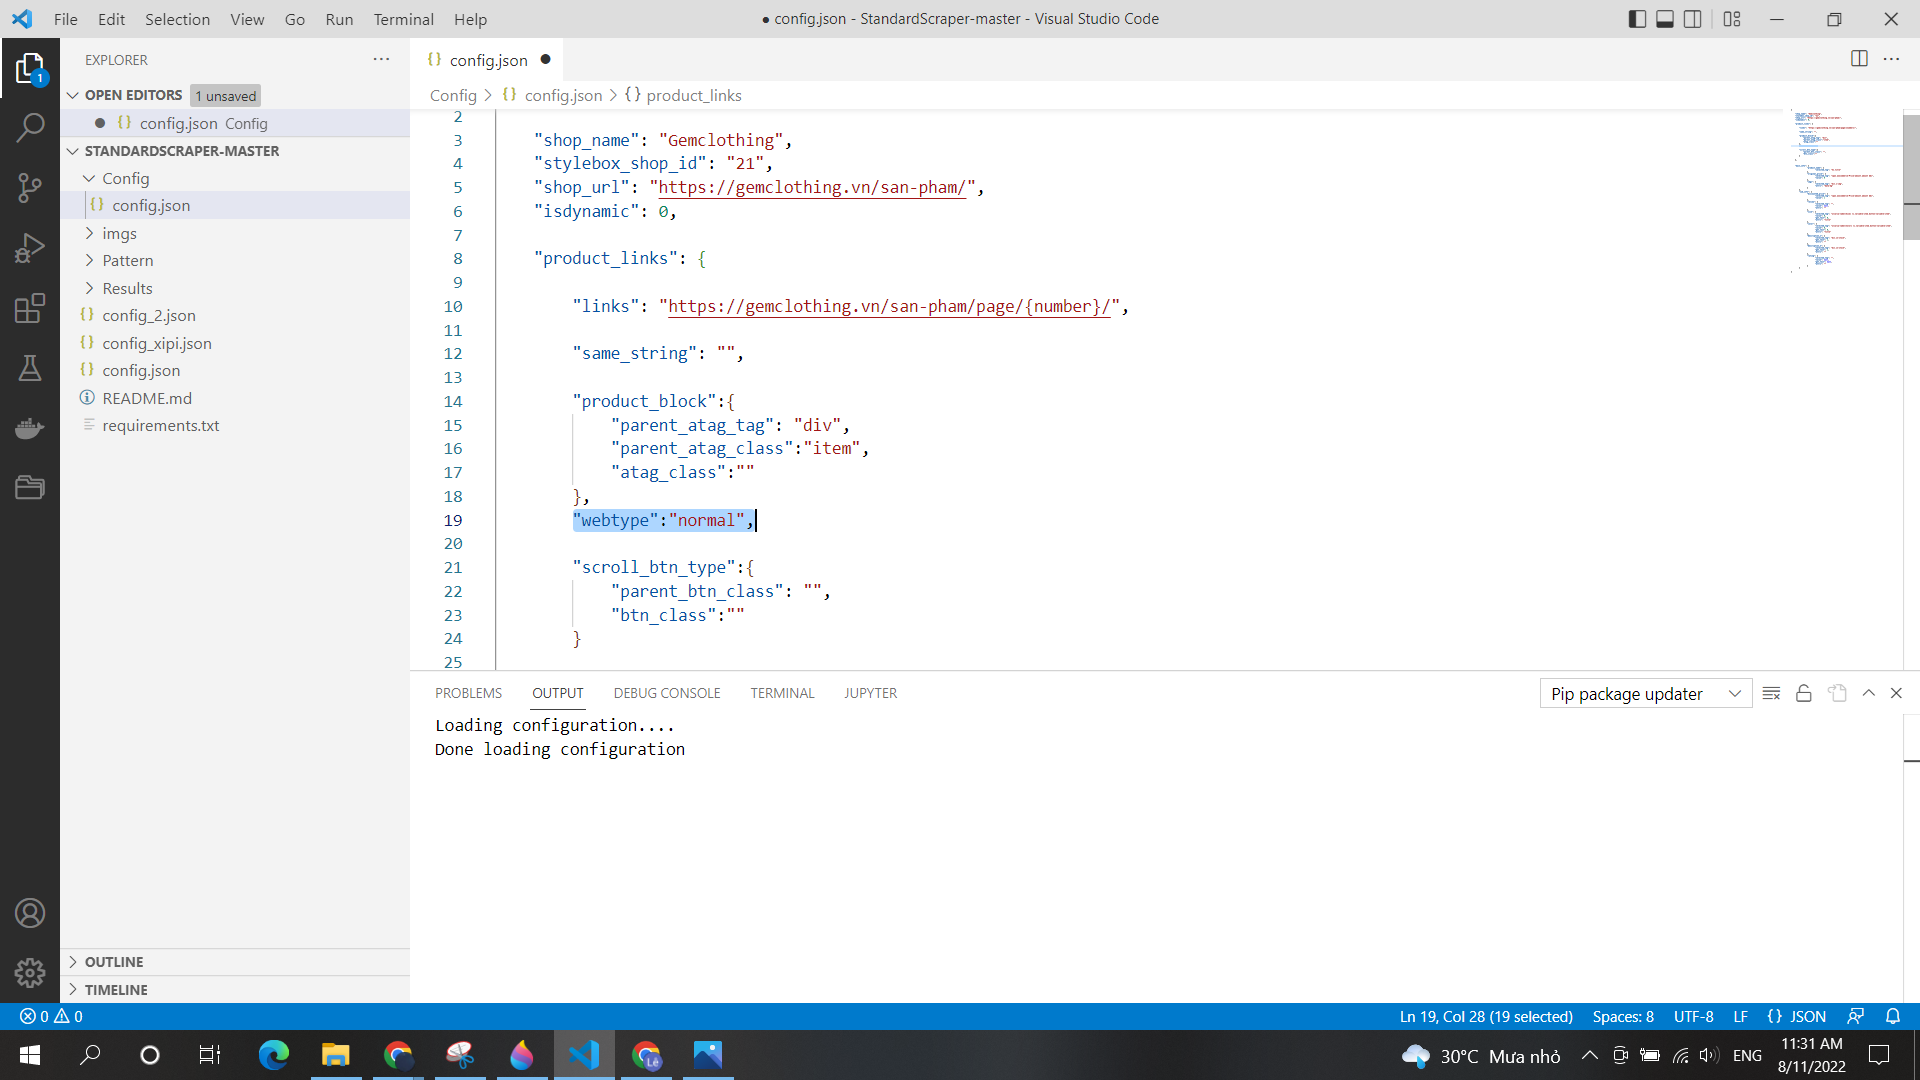 File Edit Selection View Go Run Terminal Help
● config.json - StandardScraper-master - Visual Studio Code
EXPLORER
OPEN EDITORS 1 unsaved
config.json Config
STANDARDSCRAPER-MASTER
Config
config.json
imgs
Pattern
Results
config_2.json
config_xipi.json
config.json
README.md
requirements.txt
OUTLINE
TIMELINE
1
{} config.json
Config > {} config.json > {} product_links
2
3 "shop_name": "Gemclothing",
4 "stylebox_shop_id": "21",
5 "shop_url": "https://gemclothing.vn/san-pham/",
6 "isdynamic": 0,
7
8 "product_links": {
9
10 "links": "https://gemclothing.vn/san-pham/page/{number}/",
11
12 "same_string": "",
13
14 "product_block":{
15 "parent_atag_tag": "div",
16 "parent_atag_class":"item",
17 "atag_class":""
18 },
19 "webtype":"normal",
20
21 "scroll_btn_type":{
22 "parent_btn_class": "",
23 "btn_class":""
24 }
25
PROBLEMS OUTPUT DEBUG CONSOLE TERMINAL JUPYTER
Pip package updater
Loading configuration....
Done loading configuration
0 0
Ln 19, Col 28 (19 selected) Spaces: 8 UTF-8 LF {} JSON
Lê
30°C Mưa nhỏ
ENG
11:31 AM
8/11/2022